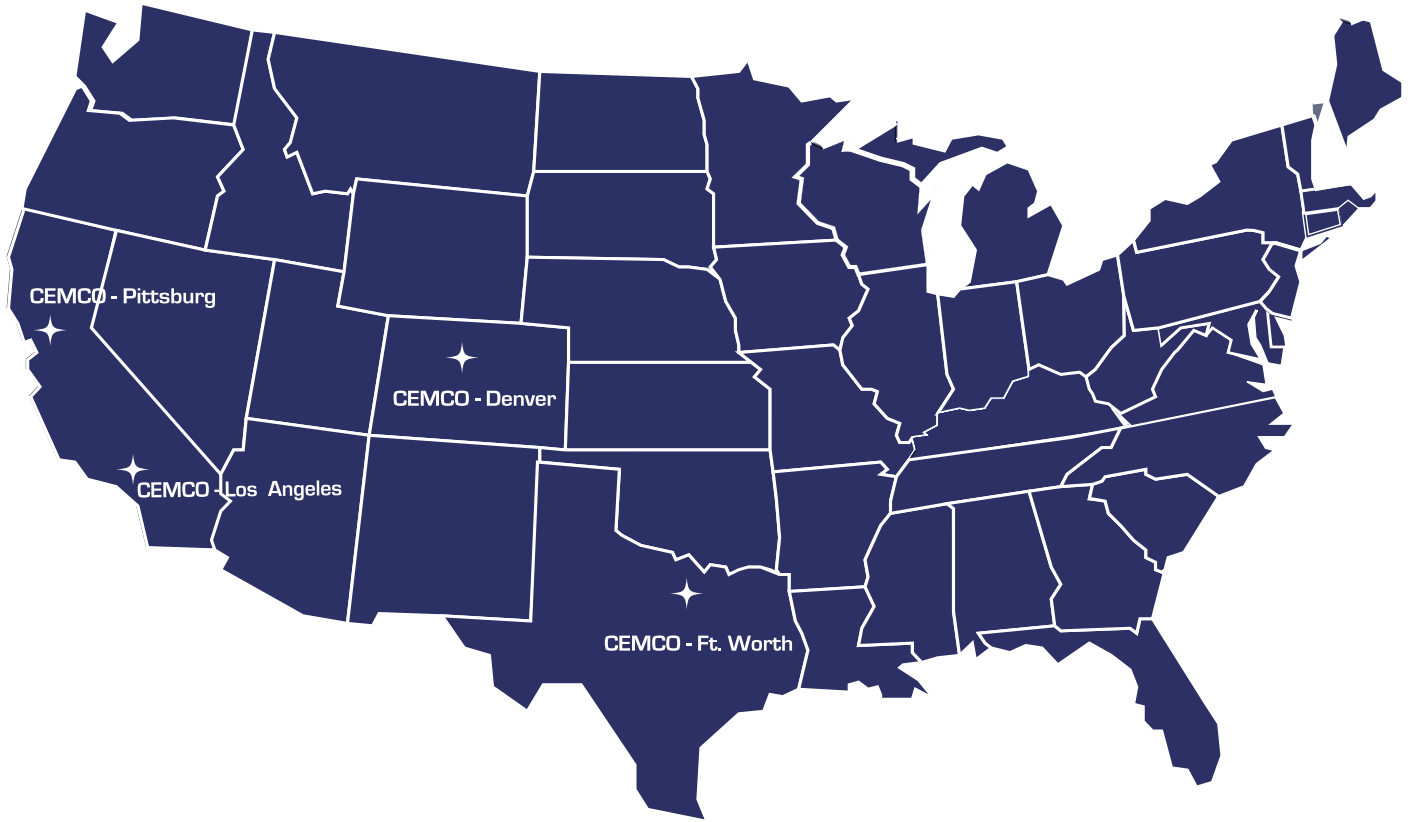 CEMCO - Pittsburg
CEMCO - Denver
CEMCO - Los Angeles
CEMCO - Ft. Worth